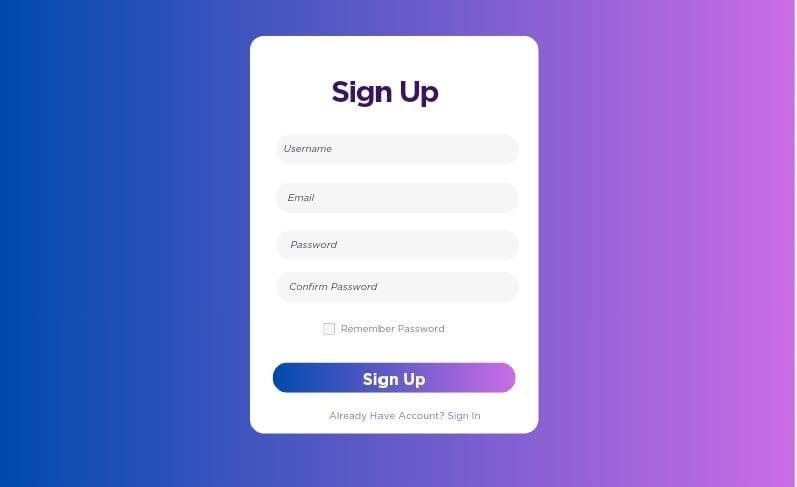 Sign Up
Username
Email
Password
Confirm Password
Remember Password
Sign Up
Already Have Account? Sign In